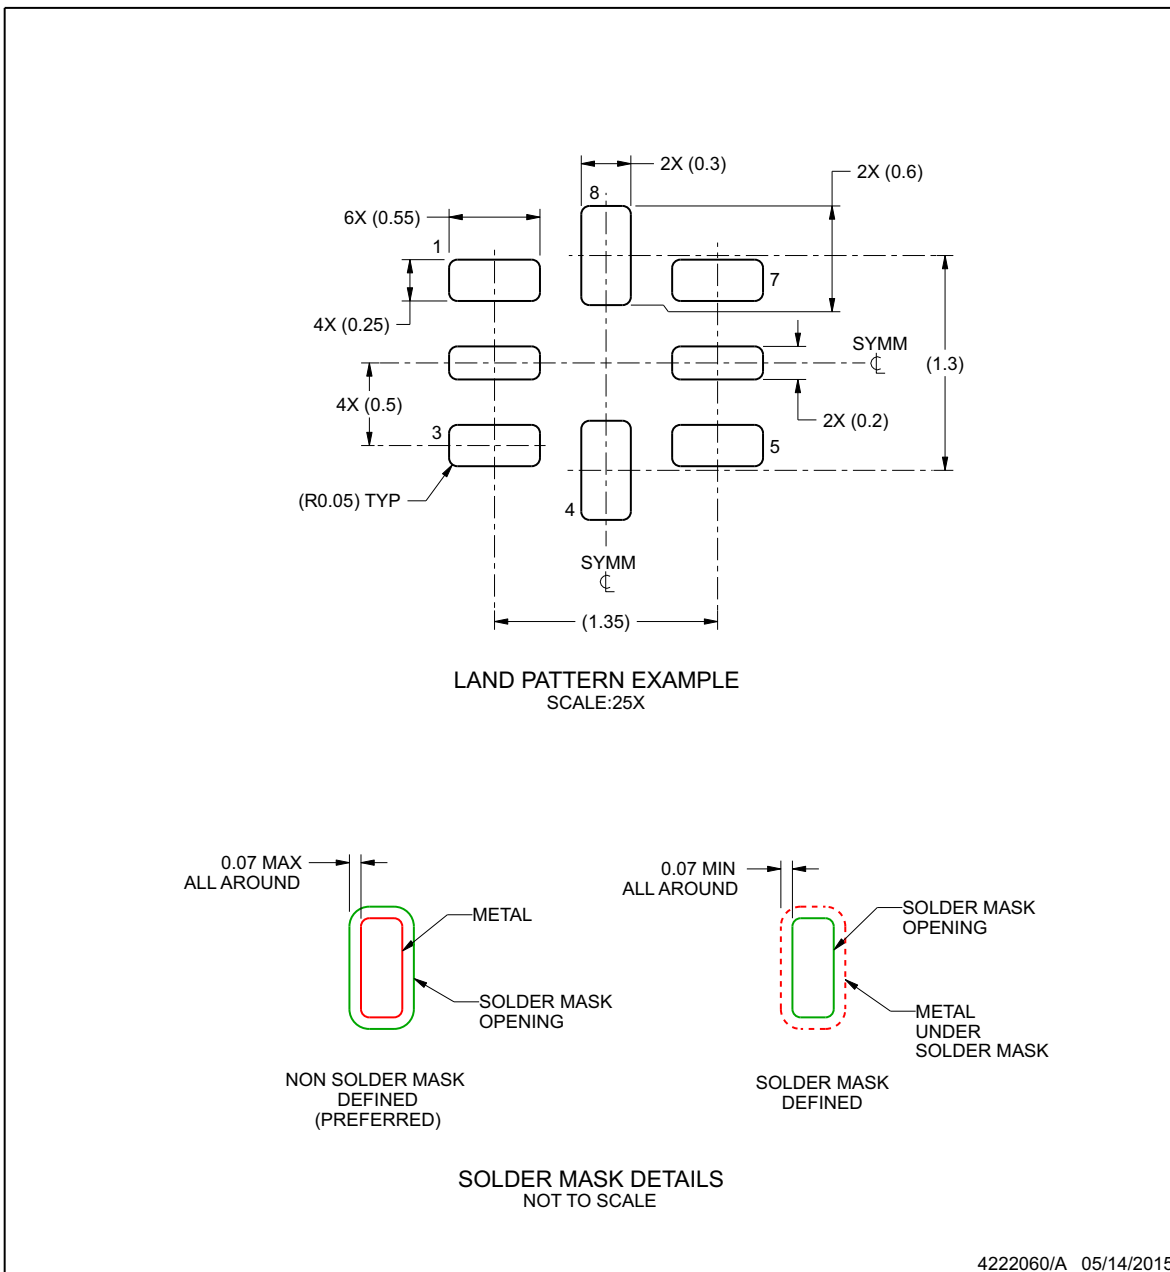 2X (0.3)
2X (0.6)
8
6X (0.55)
1
7
4X (0.25)
SYMM
℄
(1.3)
4X (0.5)
2X (0.2)
3
5
(R0.05) TYP
4
SYMM
℄
(1.35)
LAND PATTERN EXAMPLE
SCALE:25X
0.07 MAX
ALL AROUND
METAL
SOLDER MASK
OPENING
NON SOLDER MASK
DEFINED
(PREFERRED)
0.07 MIN
ALL AROUND
SOLDER MASK
OPENING
METAL
UNDER
SOLDER MASK
SOLDER MASK
DEFINED
SOLDER MASK DETAILS
NOT TO SCALE
4222060/A 05/14/2015